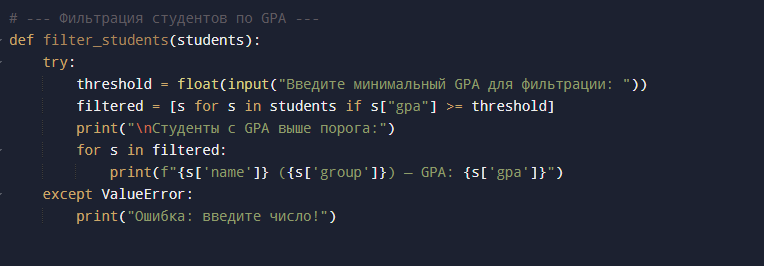 # --- Фильтрация студентов по GPA ---
def filter_students(students):
    try:
        threshold = float(input("Введите минимальный GPA для фильтрации: "))
        filtered = [s for s in students if s["gpa"] >= threshold]
        print("\nСтуденты с GPA выше порога:")
        for s in filtered:
            print(f"{s['name']} ({s['group']}) — GPA: {s['gpa']}")
    except ValueError:
        print("Ошибка: введите число!")